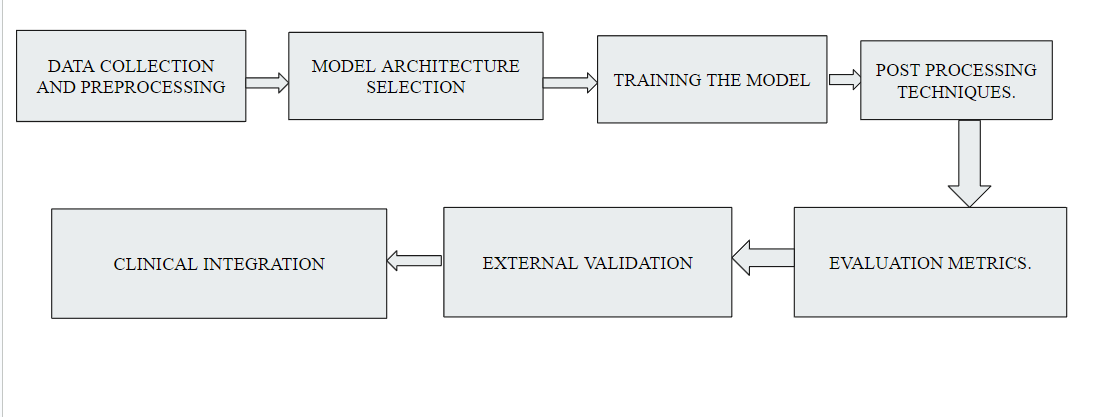 DATA COLLECTION
AND PREPROCESSING
MODEL ARCHITECTURE
SELECTION
TRAINING THE MODEL
POST PROCESSING
TECHNIQUES.
EVALUATION METRICS.
EXTERNAL VALIDATION
CLINICAL INTEGRATION